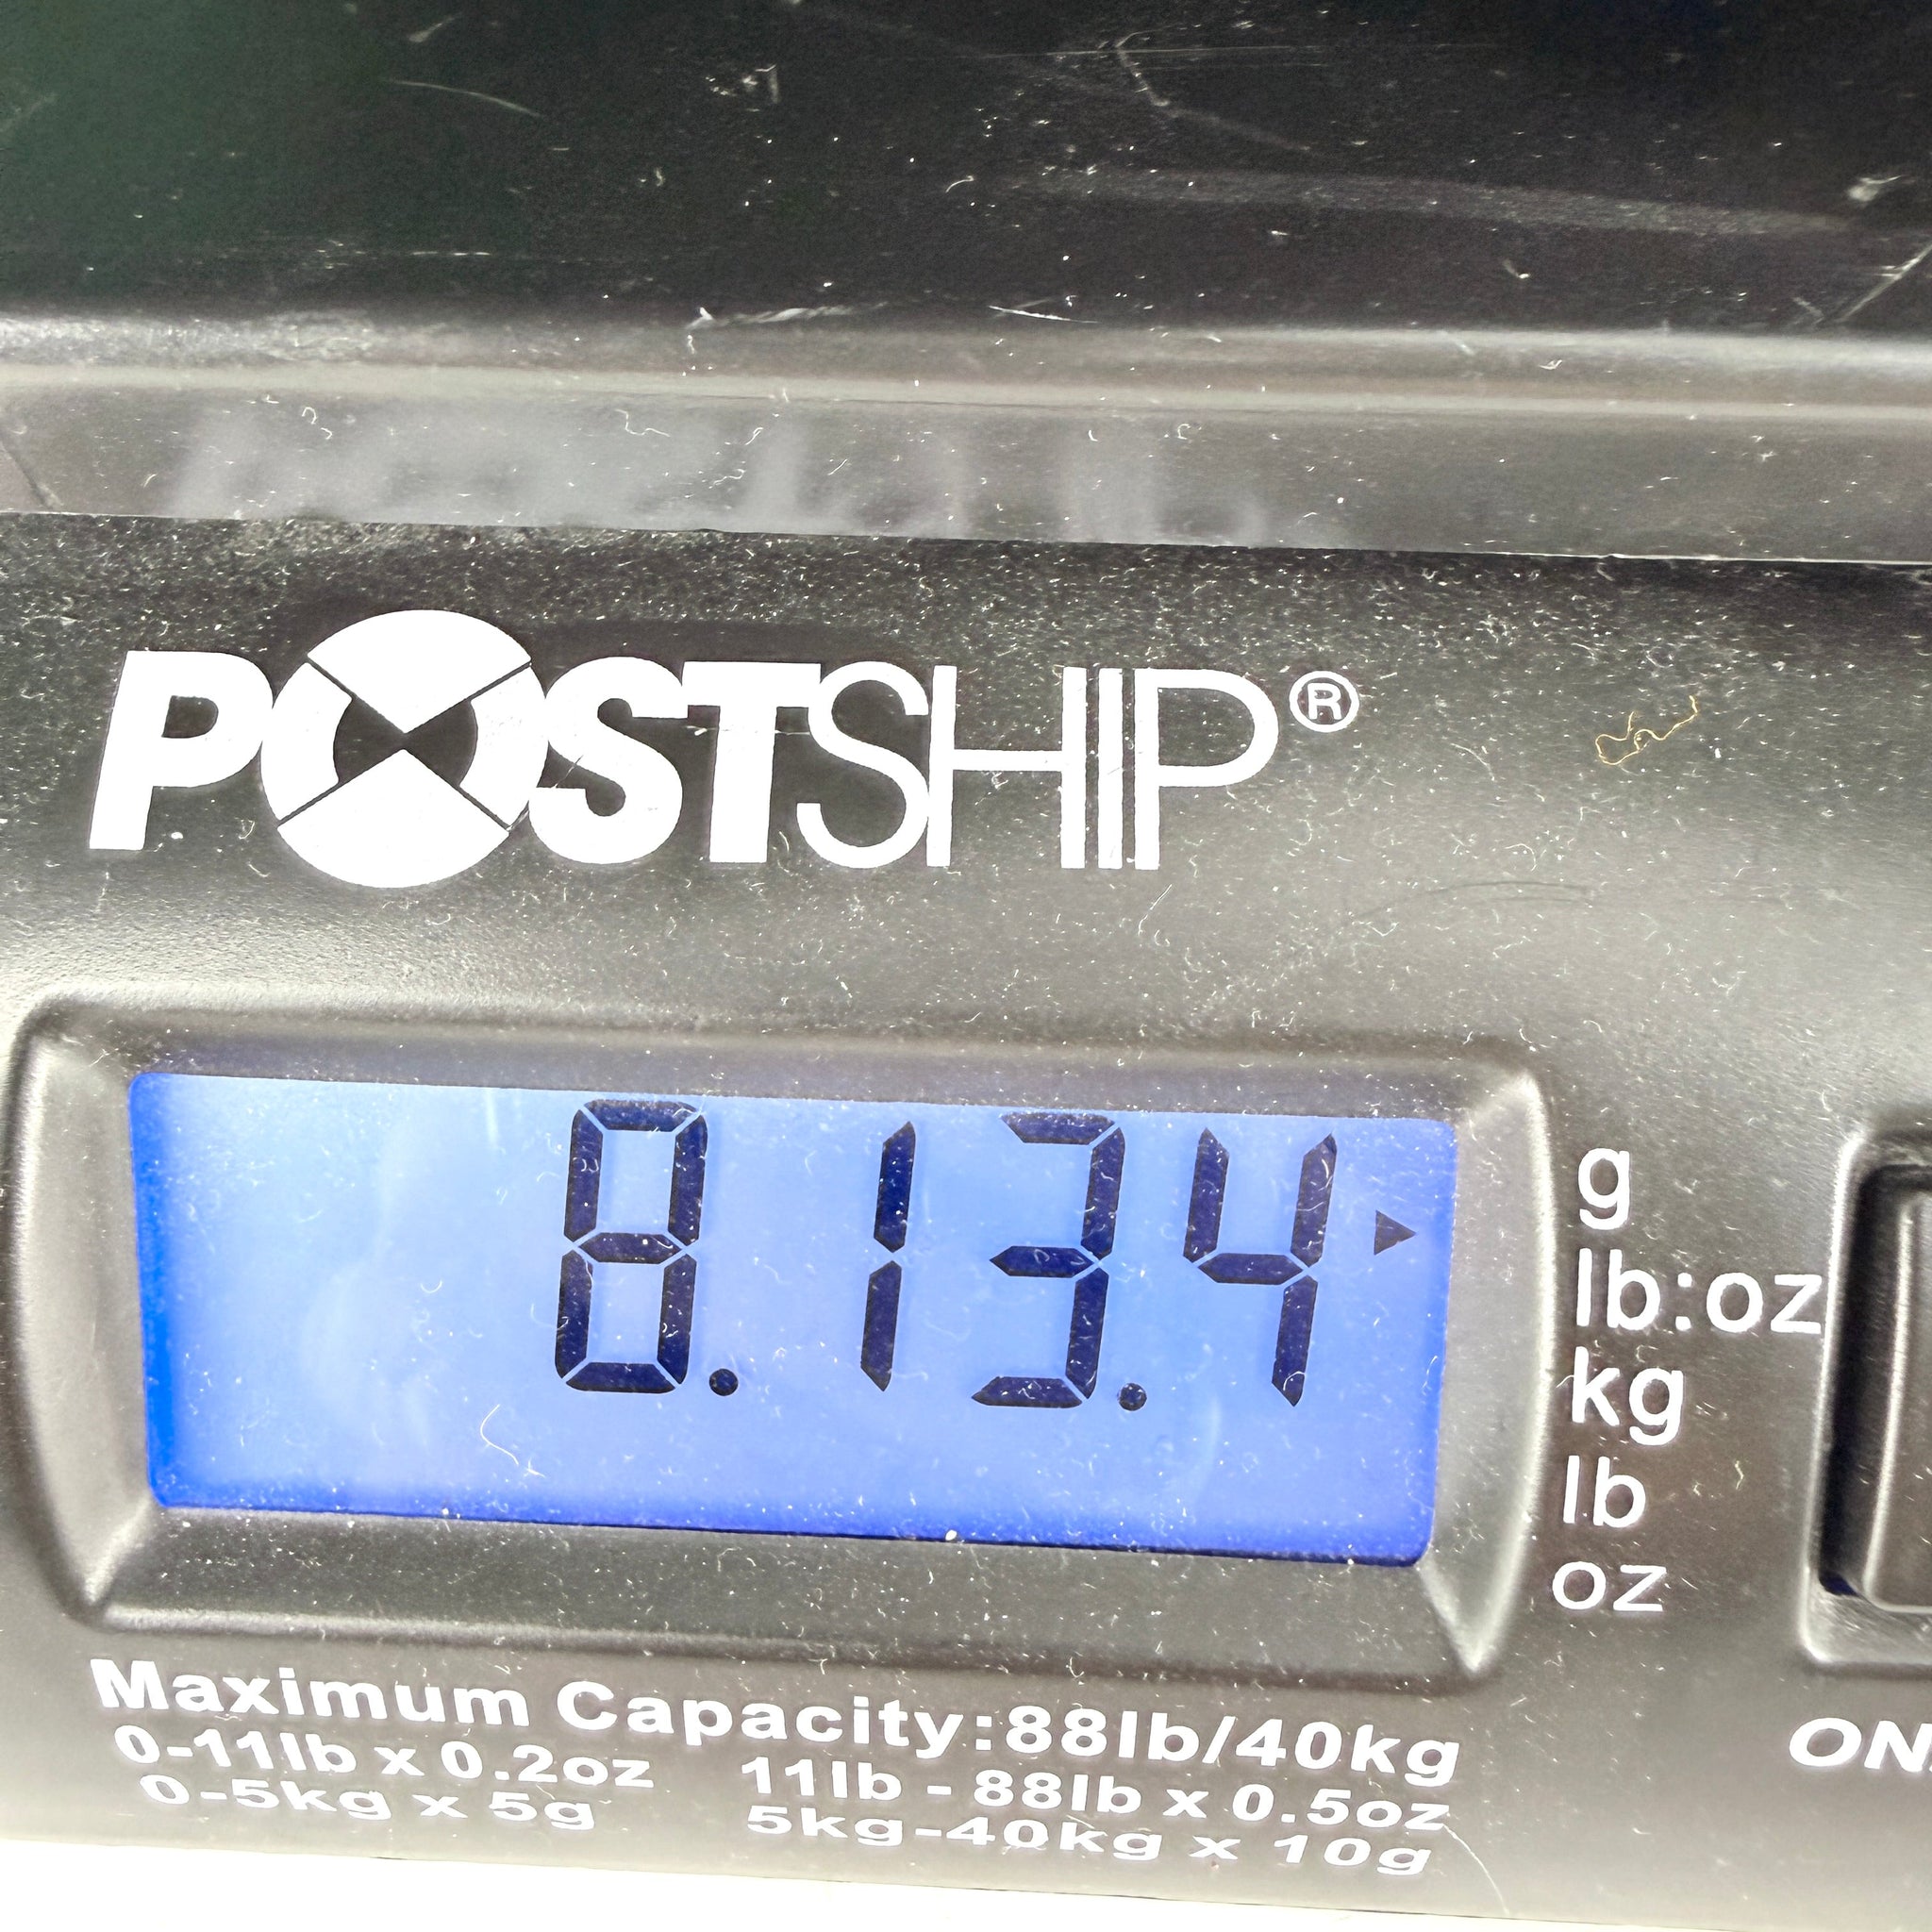 POSTSHIP®
8.13.4
g
lb:oz
kg
lb
oz
Maximum Capacity:88lb/40kg
0-11lb x 0.2oz 11lb - 88lb x 0.5oz
0-5kg x 5g 5kg-40kg x 10g